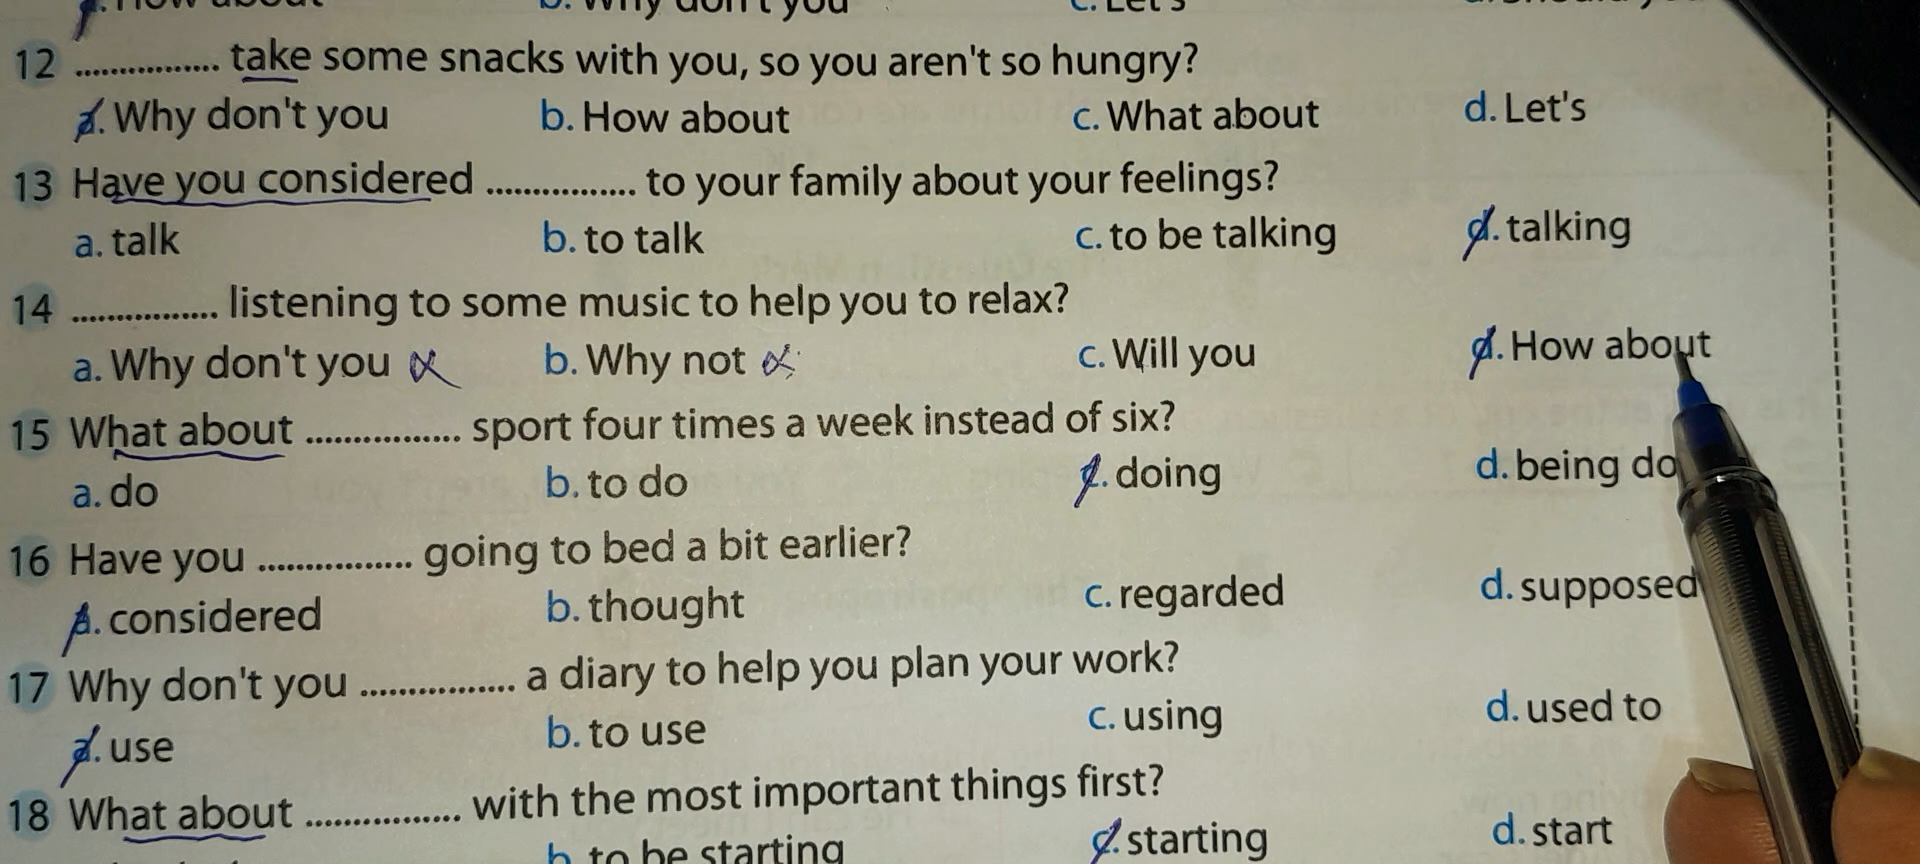 b. Why don't you c. Let's
12 ................ take some snacks with you, so you aren't so hungry?
a. Why don't you b. How about c. What about d. Let's
13 Have you considered ................ to your family about your feelings?
a. talk b. to talk c. to be talking d. talking
14 ................ listening to some music to help you to relax?
a. Why don't you b. Why not c. Will you d. How about
15 What about ................ sport four times a week instead of six?
a. do b. to do c. doing d. being do
16 Have you ................ going to bed a bit earlier?
a. considered b. thought c. regarded d. supposed
17 Why don't you ................ a diary to help you plan your work?
a. use b. to use c. using d. used to
18 What about ................ with the most important things first?
b. to be starting c. starting d. start